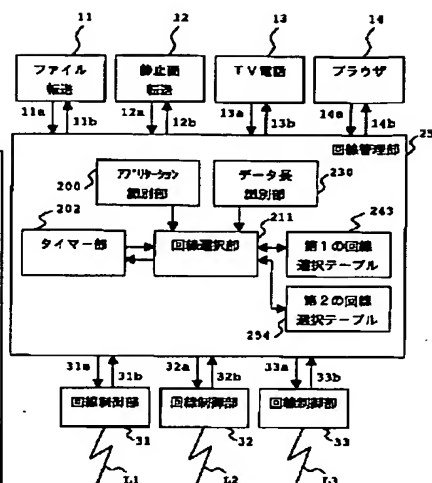 11
12
13
14
ファイル
転送
静止画
転送
TV電話
ブラウザ
11a
11b
12a
12b
13a
13b
14a
14b
回線管理部
25
アプリケーション
識別部
データ長
識別部
200
230
202
211
243
タイマー部
回線選択部
第1の回線
選択テーブル
第2の回線
選択テーブル
254
31a
31b
32a
32b
33a
33b
回線制御部
回線制御部
回線制御部
31
32
33
L1
L2
L3